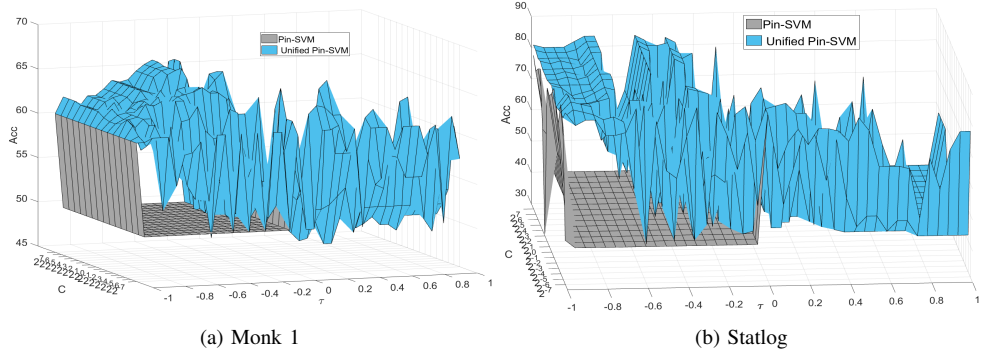 70
65
60
55
50
45
Acc
Pin-SVM
Unified Pin-SVM
C
-1
-0.8
-0.6
-0.4
-0.2
0
0.2
0.4
0.6
0.8
1
τ
(a) Monk 1
90
80
70
60
50
40
30
Acc
Pin-SVM
Unified Pin-SVM
C
-1
-0.8
-0.6
-0.4
-0.2
0
0.2
0.4
0.6
0.8
1
τ
(b) Statlog